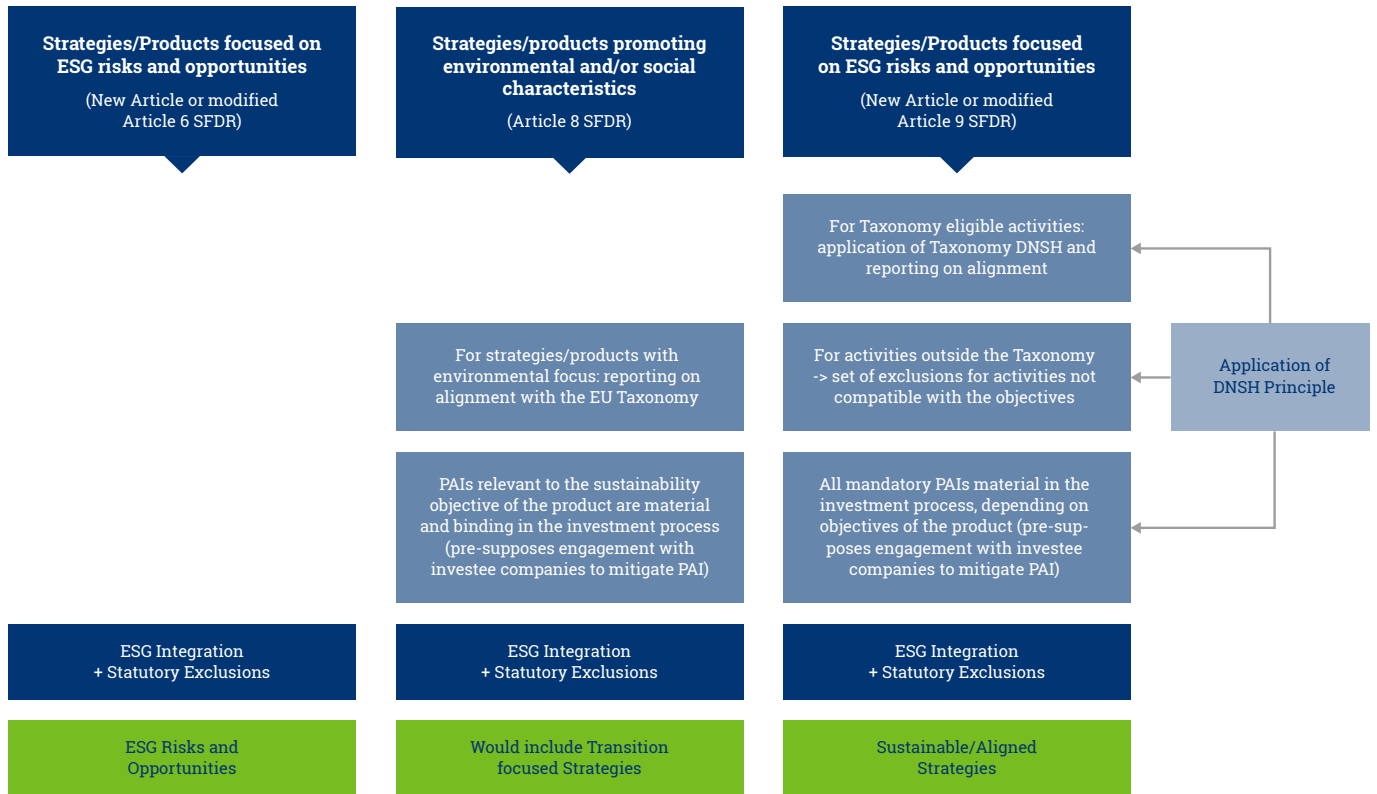 Strategies/Products focused on
ESG risks and opportunities
(New Article or modified
Article 6 SFDR)
Strategies/products promoting
environmental and/or social
characteristics
(Article 8 SFDR)
Strategies/Products focused
on ESG risks and opportunities
(New Article or modified
Article 9 SFDR)
For Taxonomy eligible activities:
application of Taxonomy DNSH and
reporting on alignment
For strategies/products with
environmental focus: reporting on
alignment with the EU Taxonomy
For activities outside the Taxonomy
-> set of exclusions for activities not
compatible with the objectives
Application of
DNSH Principle
PAIs relevant to the sustainability
objective of the product are material
and binding in the investment process
(pre-supposes engagement with
investee companies to mitigate PAI)
All mandatory PAIs material in the
investment process, depending on
objectives of the product (pre-sup-
poses engagement with investee
companies to mitigate PAI)
ESG Integration
+ Statutory Exclusions
ESG Integration
+ Statutory Exclusions
ESG Integration
+ Statutory Exclusions
ESG Risks and
Opportunities
Would include Transition
focused Strategies
Sustainable/Aligned
Strategies